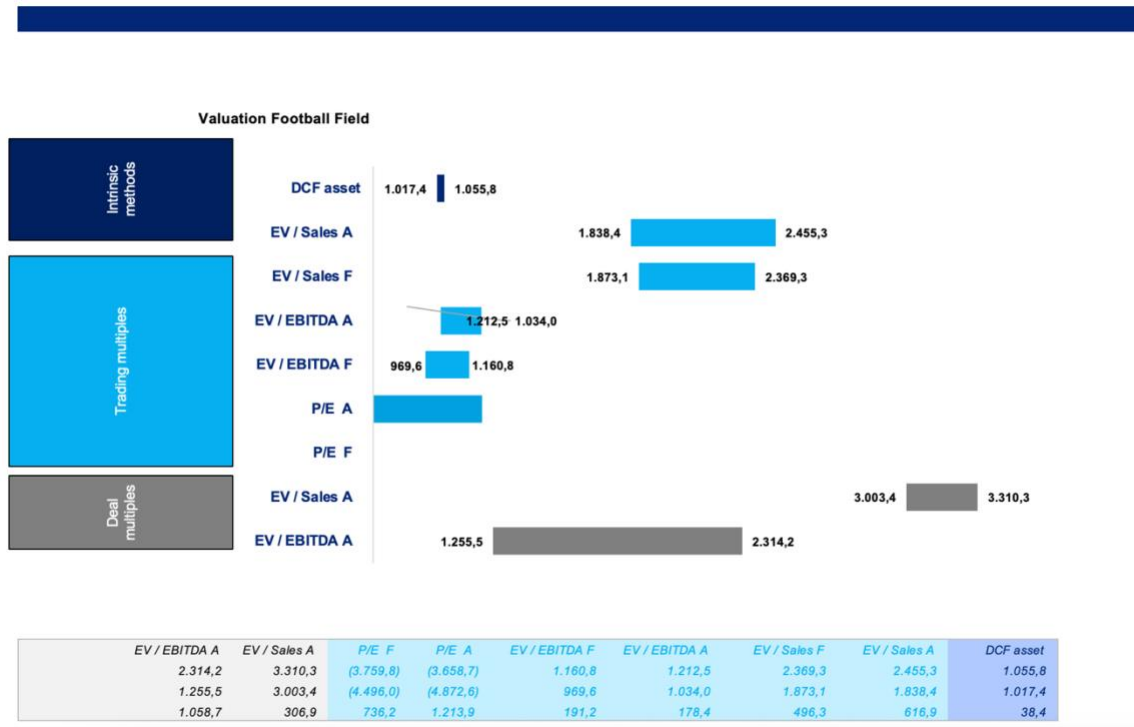 Valuation Football Field
Intrinsic
methods
DCF asset 1.017,4 1.055,8
EV / Sales A 1.838,4 2.455,3
Trading multiples
EV / Sales F 1.873,1 2.369,3
EV / EBITDA A 1.212,5 1.034,0
EV / EBITDA F 969,6 1.160,8
P/E A
P/E F
Deal
multiples
EV / Sales A 3.003,4 3.310,3
EV / EBITDA A 1.255,5 2.314,2
EV / EBITDA A EV / Sales A P/E F P/E A EV / EBITDA F EV / EBITDA A EV / Sales F EV / Sales A DCF asset
2.314,2 3.310,3 (3.759,8) (3.658,7) 1.160,8 1.212,5 2.369,3 2.455,3 1.055,8
1.255,5 3.003,4 (4.496,0) (4.872,6) 969,6 1.034,0 1.873,1 1.838,4 1.017,4
1.058,7 306,9 736,2 1.213,9 191,2 178,4 496,3 616,9 38,4